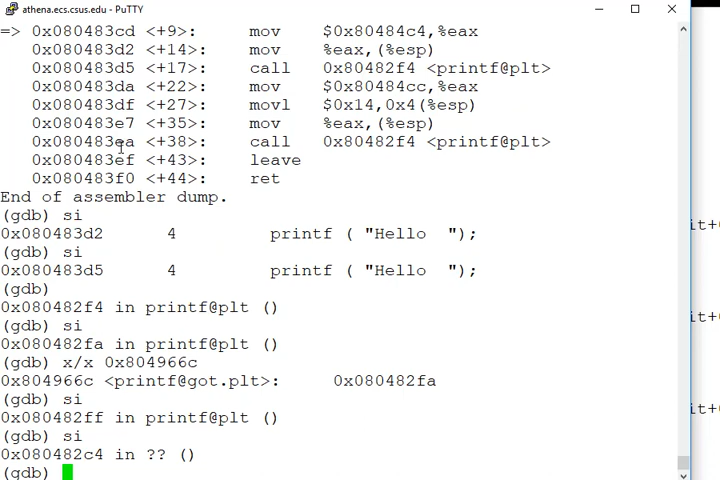 athena.ecs.csus.edu - PuTTY
=> 0x080483cd <+9>:     mov    $0x80484c4,%eax
   0x080483d2 <+14>:    mov    %eax,(%esp)
   0x080483d5 <+17>:    call   0x80482f4 <printf@plt>
   0x080483da <+22>:    mov    $0x80484cc,%eax
   0x080483df <+27>:    movl   $0x14,0x4(%esp)
   0x080483e7 <+35>:    mov    %eax,(%esp)
   0x080483ea <+38>:    call   0x80482f4 <printf@plt>
   0x080483ef <+43>:    leave
   0x080483f0 <+44>:    ret
End of assembler dump.
(gdb) si
0x080483d2      4         printf ( "Hello  ");
(gdb) si
0x080483d5      4         printf ( "Hello  ");
(gdb)
0x080482f4 in printf@plt ()
(gdb) si
0x080482fa in printf@plt ()
(gdb) x/x 0x804966c
0x804966c <printf@got.plt>:     0x080482fa
(gdb) si
0x080482ff in printf@plt ()
(gdb) si
0x080482c4 in ?? ()
(gdb)
it+
it+
it+